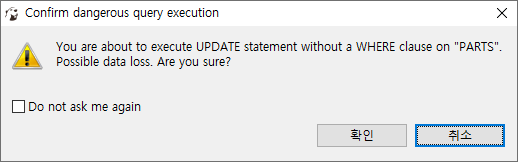 Confirm dangerous query execution
You are about to execute UPDATE statement without a WHERE clause on "PARTS".
Possible data loss. Are you sure?
Do not ask me again
확인
취소